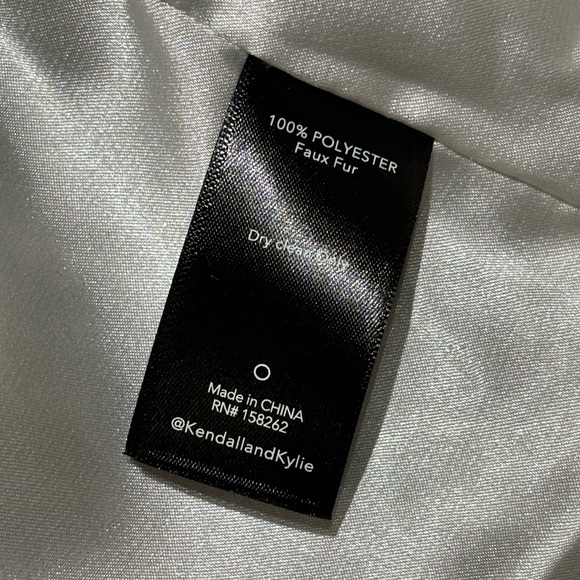 100% POLYESTER
Faux Fur
Dry clean only
Made in CHINA
RN# 158262
@KendallandKylie